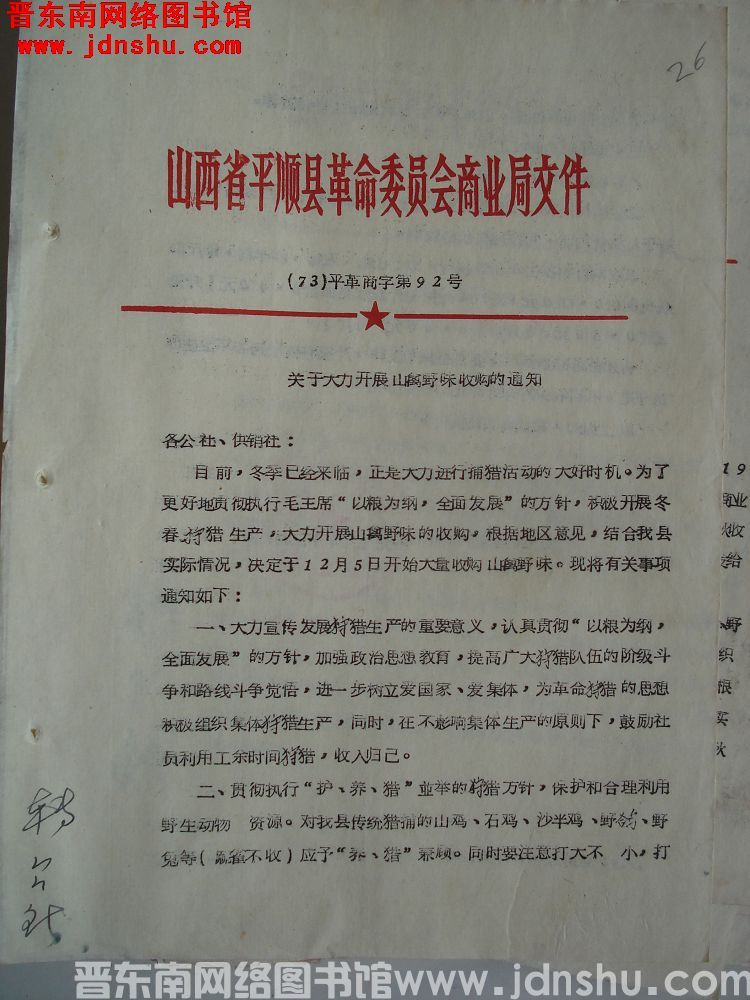 晋东南网络图书馆
www.jdnshu.com
26
山西省平顺县革命委员会商业局文件
(73)平革商字第92号
关于大力开展山禽野味收购的通知
各公社、供销社：
目前，冬季已经来临，正是大力进行捕猎活动的大好时机。为了
更好地贯彻执行毛主席“以粮为纲，全面发展”的方针，积极开展冬
春狩猎生产，大力开展山禽野味的收购。根据地区意见，结合我县
实际情况，决定于12月5日开始大量收购山禽野味。现将有关事项
通知如下：
一、大力宣传发展狩猎生产的重要意义，认真贯彻“以粮为纲，
全面发展”的方针，加强政治思想教育，提高广大狩猎队伍的阶级斗
争和路线斗争觉悟，进一步树立爱国家、爱集体，为革命狩猎的思想
积极组织集体狩猎生产，同时，在不影响集体生产的原则下，鼓励社
员利用工余时间狩猎，收入归己。
二、贯彻执行“护、养、猎”并举的狩猎方针，保护和合理利用
野生动物 资源。对我县传统猎捕的山鸡、石鸡、沙半鸡、野鸽、野
兔等（ 不收）应予“养、猎”兼顾。同时要注意打大不 小，打
19
商业
收
给
野
织
根
实
秋
晋东南网络图书馆www.jdnshu.com